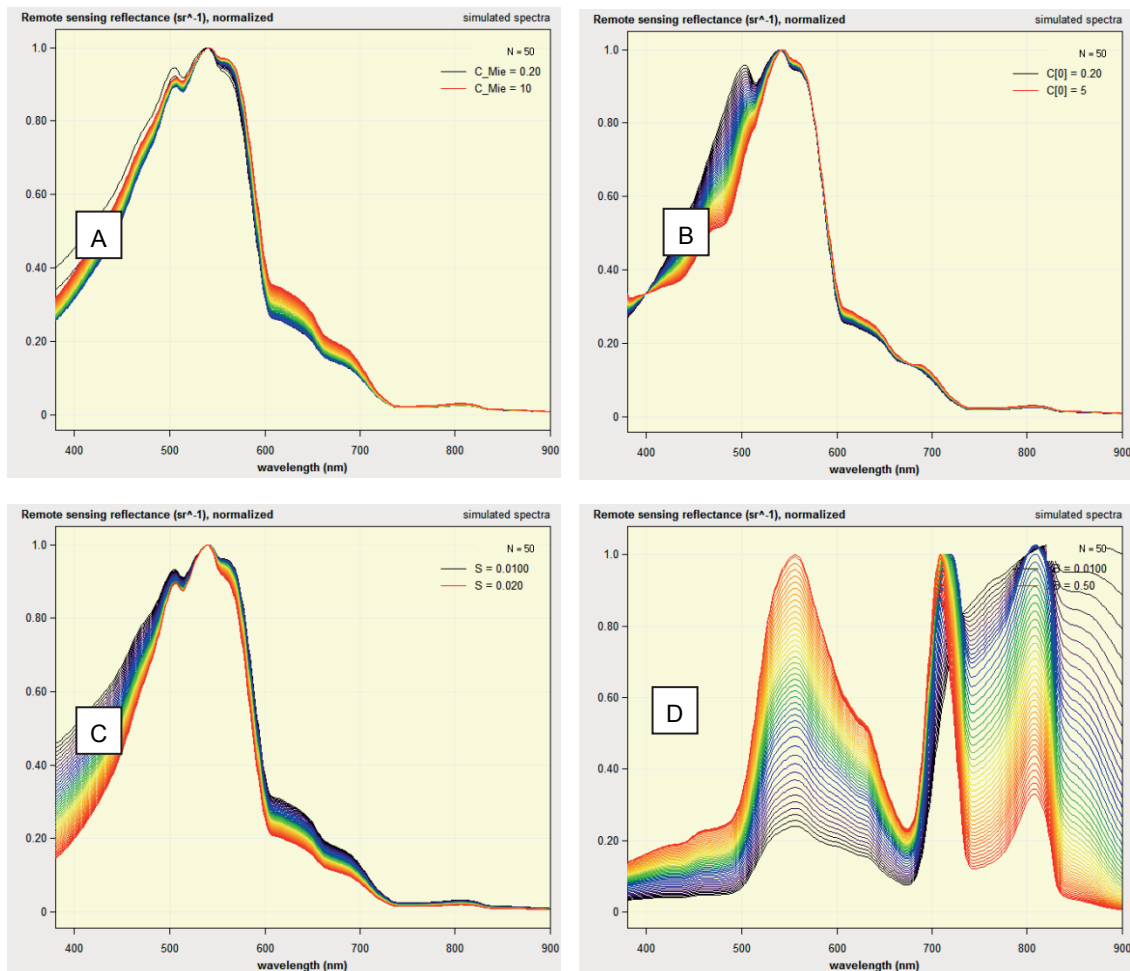 Remote sensing reflectance (sr^-1), normalized simulated spectra
N = 50
C_Mie = 0.20
C_Mie = 10
1.0
0.80
0.60
0.40
0.20
0
A
400 500 600 700 800 900
wavelength (nm)
Remote sensing reflectance (sr^-1), normalized simulated spectra
N = 50
C[0] = 0.20
C[0] = 5
1.0
0.80
0.60
0.40
0.20
0
B
400 500 600 700 800 900
wavelength (nm)
Remote sensing reflectance (sr^-1), normalized simulated spectra
N = 50
S = 0.0100
S = 0.020
1.0
0.80
0.60
0.40
0.20
0
C
400 500 600 700 800 900
wavelength (nm)
Remote sensing reflectance (sr^-1), normalized simulated spectra
N = 50
= 0.0100
= 0.50
1.0
0.80
0.60
0.40
0.20
0
D
400 500 600 700 800 900
wavelength (nm)